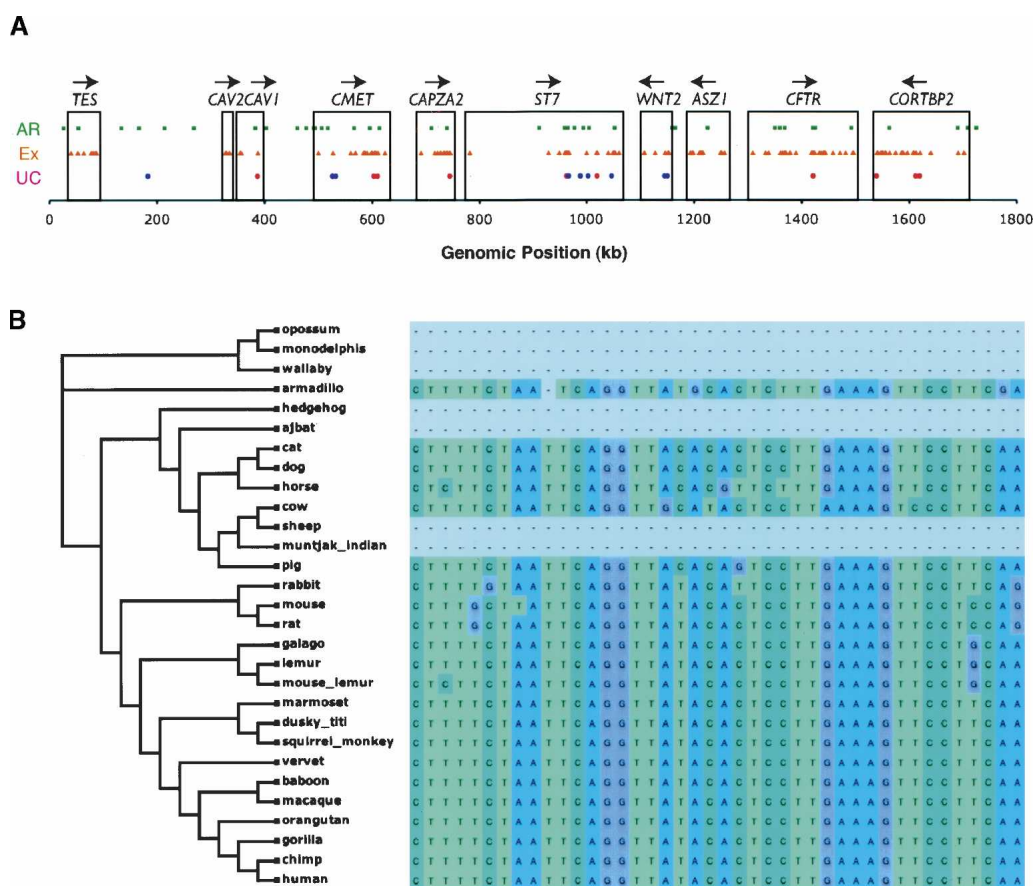 A
TES CAV2 CAV1 CMET CAPZA2 ST7 WNT2 ASZ1 CFTR CORTBP2
AR
Ex
UC
0 200 400 600 800 1000 1200 1400 1600 1800
Genomic Position (kb)
B
opossum - - - - - - - - - - - - - - - - - - - - - - - - - - - - - - - - - - - - - - - - - -
monodelphis - - - - - - - - - - - - - - - - - - - - - - - - - - - - - - - - - - - - - - - - - -
wallaby - - - - - - - - - - - - - - - - - - - - - - - - - - - - - - - - - - - - - - - - - -
armadillo C T T T T C T A A - T C A G G T T A T G C A C T C T T T G A A A G T T C C T T C G A
hedgehog - - - - - - - - - - - - - - - - - - - - - - - - - - - - - - - - - - - - - - - - - -
ajbat - - - - - - - - - - - - - - - - - - - - - - - - - - - - - - - - - - - - - - - - - -
cat C T T T T C T A A T T C A G G T T A C A C A C T C C T T G A A A G T T C C T T C A A
dog C T T T T C T A A T T C A G G T T A C A C A C T C C T T G A A A G T T C C T T C A A
horse C T C T T C T A A T T C A G G T T A C A C G T T C T T T G A A A G T T C C T T C A A
cow C T T T T C T A A T T C A G G T T G C A T A C T C C T T A A A A G T C C C T T C A A
sheep - - - - - - - - - - - - - - - - - - - - - - - - - - - - - - - - - - - - - - - - - -
muntjak_indian - - - - - - - - - - - - - - - - - - - - - - - - - - - - - - - - - - - - - - - - - -
pig C T T T T C T A A T T C A G G T T A C A C A G T C C T T G A A A G T T C C T T C A A
rabbit C T T T T G T A A T T C A G G T T A T A C A C T C C T T G A A A G T T C C T T C A G
mouse C T T T G C T T A T T C A G G T T A T A C A C T C C T T G A A A G T T C C T C C A G
rat C T T T G C T A A T T C A G G T T A T A C A C T C C T T G A A A G T T C C T T C A G
galago C T T T T C T A A T T C A G G T T A T A C A C T C C T T G A A A G T T C C T G C A A
lemur C T T T T C T A A T T C A G G T T A T A C A C T C C T T G A A A G T T C C T G C A A
mouse_lemur C T C T T C T A A T T C A G G T T A T A C A C T C C T T G A A A G T T C C T G C A A
marmoset C T T T T C T A A T T C A G G T T A T A C A C T C C T T G A A A G T T C C T T C A A
dusky_titi C T T T T C T A A T T C A G G T T A T A C A C T C C T T G A A A G T T C C T T C A A
squirrel_monkey C T T T T C T A A T T C A G G T T A T A C A C T C C T T G A A A G T T C C T T C A A
vervet C T T T T C T A A T T C A G G T T A T A C A C T C C T T G A A A G T T C C T T C A A
baboon C T T T T C T A A T T C A G G T T A T A C A C T C C T T G A A A G T T C C T T C A A
macaque C T T T T C T A A T T C A G G T T A T A C A C T C C T T G A A A G T T C C T T C A A
orangutan C T T T T C T A A T T C A G G T T A T A C A C T C C T T G A A A G T T C C T T C A A
gorilla C T T T T C T A A T T C A G G T T A T A C A C T C C T T G A A A G T T C C T T C A A
chimp C T T T T C T A A T T C A G G T T A T A C A C T C C T T G A A A G T T C C T T C A A
human C T T T T C T A A T T C A G G T T A T A C A C T C C T T G A A A G T T C C T T C A A